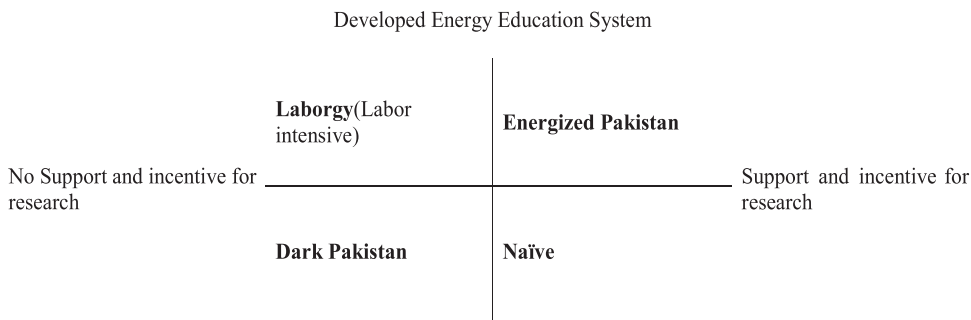 Developed Energy Education System
Laborgy(Labor
intensive)
Energized Pakistan
No Support and incentive for
research
Support and incentive for
research
Dark Pakistan
Naïve